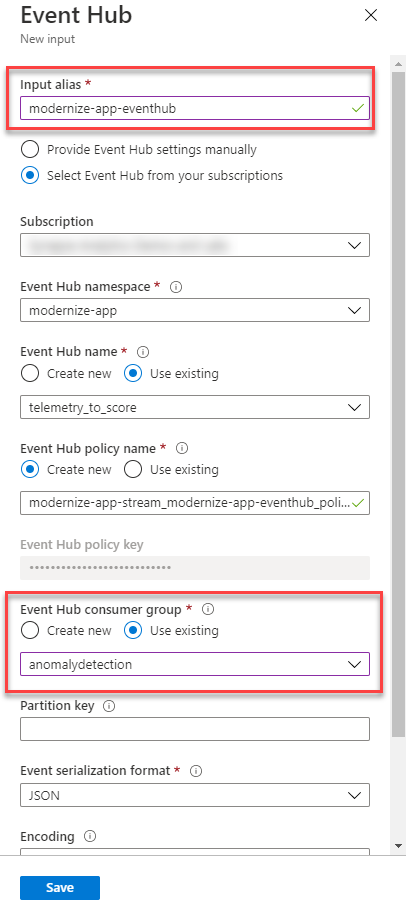 Event Hub
New input
Input alias *
modernize-app-eventhub
Provide Event Hub settings manually
Select Event Hub from your subscriptions
Subscription
Event Hub namespace *
modernize-app
Event Hub name *
Create new Use existing
telemetry_to_score
Event Hub policy name *
Create new Use existing
modernize-app-stream_modernize-app-eventhub_poli...
Event Hub policy key
Event Hub consumer group *
Create new Use existing
anomalydetection
Partition key
Event serialization format *
JSON
Encoding
Save